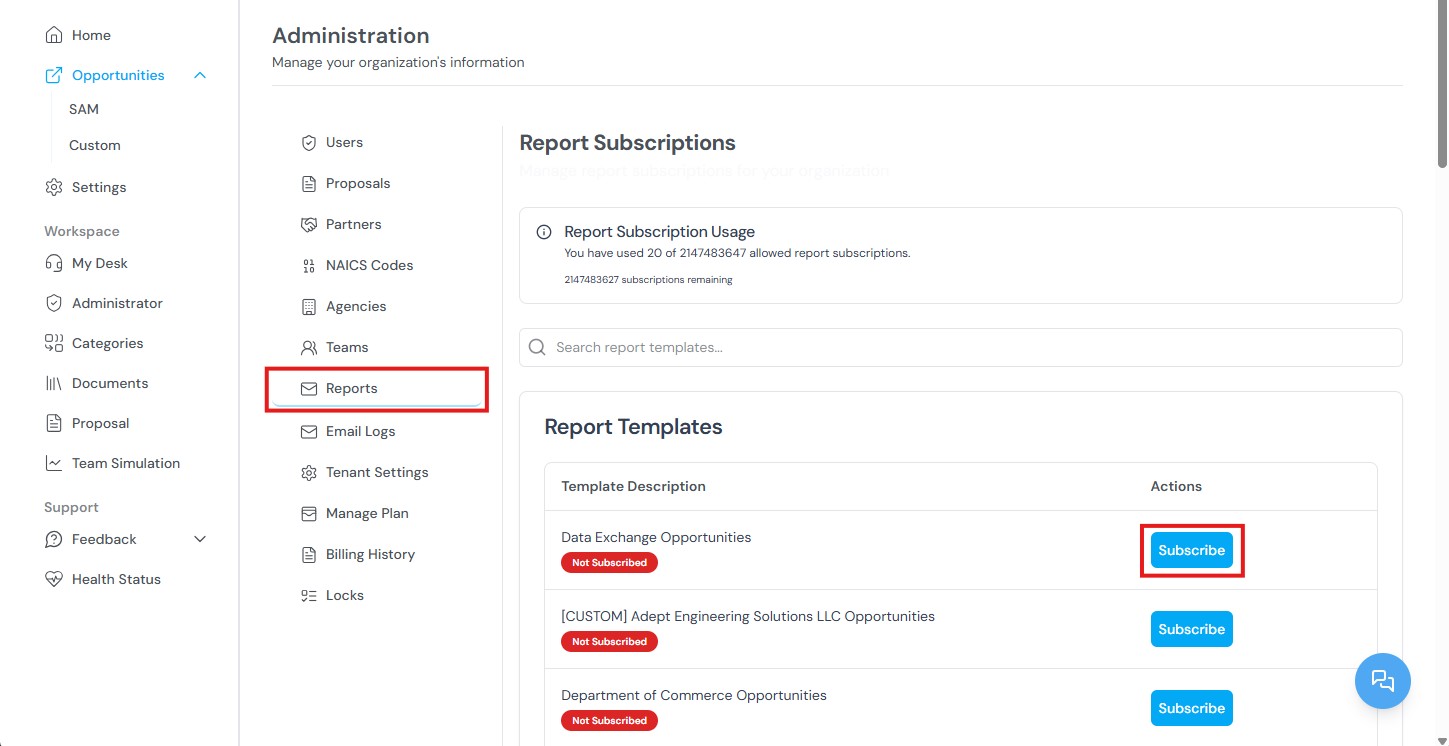 Home
Opportunities
SAM
Custom
Settings
Workspace
My Desk
Administrator
Categories
Documents
Proposal
Team Simulation
Support
Feedback
Health Status
Administration
Manage your organization's information
Users
Proposals
Partners
NAICS Codes
Agencies
Teams
Reports
Email Logs
Tenant Settings
Manage Plan
Billing History
Locks
Report Subscriptions
Manage report subscriptions for your organization
Report Subscription Usage
You have used 20 of 2147483647 allowed report subscriptions.
2147483627 subscriptions remaining
Search report templates...
Report Templates
Template Description Actions
Data Exchange Opportunities
Not Subscribed
Subscribe
[CUSTOM] Adept Engineering Solutions LLC Opportunities
Not Subscribed
Subscribe
Department of Commerce Opportunities
Not Subscribed
Subscribe